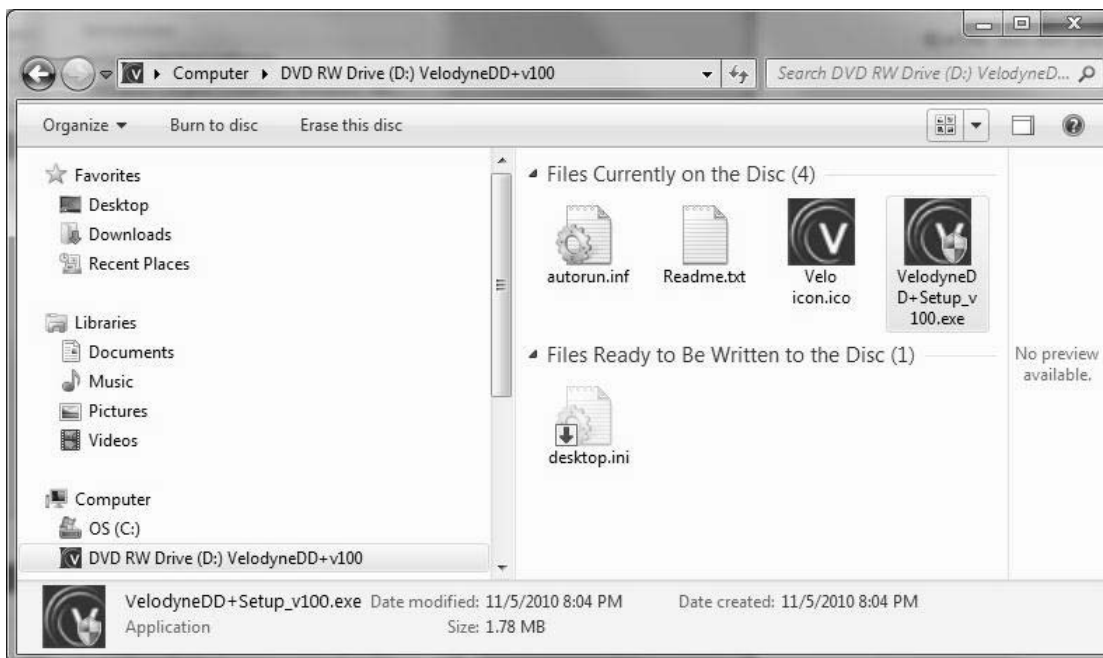 Computer ▸ DVD RW Drive (D:) VelodyneDD+v100
Search DVD RW Drive (D:) VelodyneD...
Organize Burn to disc Erase this disc
Favorites
Desktop
Downloads
Recent Places
Libraries
Documents
Music
Pictures
Videos
Computer
OS (C:)
DVD RW Drive (D:) VelodyneDD+v100
Files Currently on the Disc (4)
autorun.inf
Readme.txt
Velo
icon.ico
VelodyneD
D+Setup_v
100.exe
Files Ready to Be Written to the Disc (1)
desktop.ini
No preview
available.
VelodyneDD+Setup_v100.exe Date modified: 11/5/2010 8:04 PM Date created: 11/5/2010 8:04 PM
Application Size: 1.78 MB